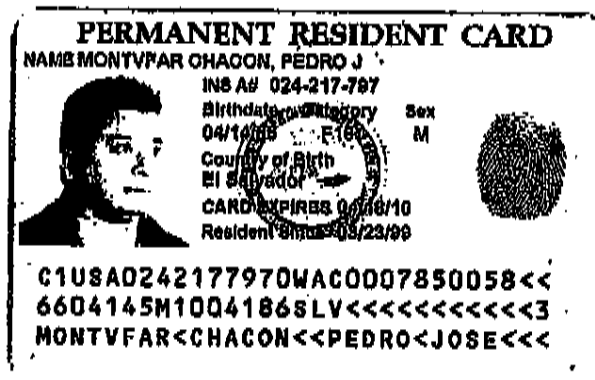 PERMANENT RESIDENT CARD
NAME MONTVFAR CHACON, PEDRO J
INS A# 024-217-797
Birthdate Category Sex
M
Country of Birth
El Salvador
CARD EXPIRES
Resident Since
C1USA0242177970WAC0007850058<<
6604145M1004186SLV<<<<<<<<<<<3
MONTVFAR<CHACON<<PEDRO<JOSE<<<